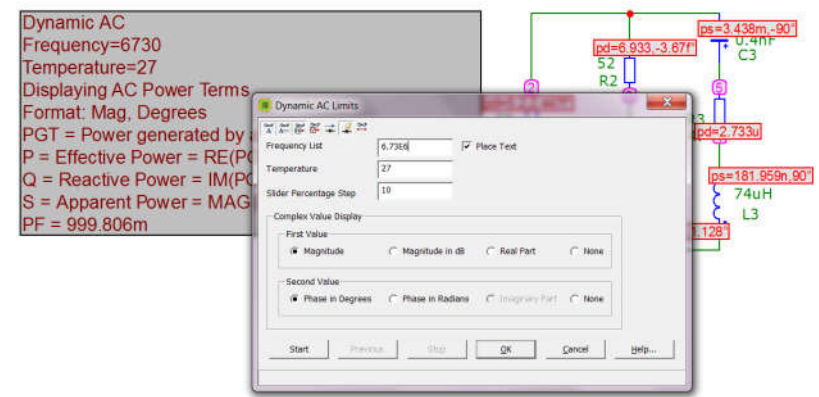 Dynamic AC
Frequency=6730
Temperature=27
Displaying AC Power Terms
Format: Mag, Degrees
PGT = Power generated by
P = Effective Power = RE(PG
Q = Reactive Power = IM(PG
S = Apparent Power = MAG
PF = 999.806m
ps=3.438m,-90°
0.4nF
C3
pd=6.933,-3.67f°
52
R2
2
5
pd=2.733u
ps=181.959n,90°
74uH
L3
1.128°
Dynamic AC Limits
Frequency List
6.73E6
Place Text
Temperature
27
Slider Percentage Step
10
Complex Value Display
First Value
Magnitude
Magnitude in dB
Real Part
None
Second Value
Phase in Degrees
Phase in Radians
Imaginary Part
None
Start
Previous
Stop
OK
Cancel
Help...